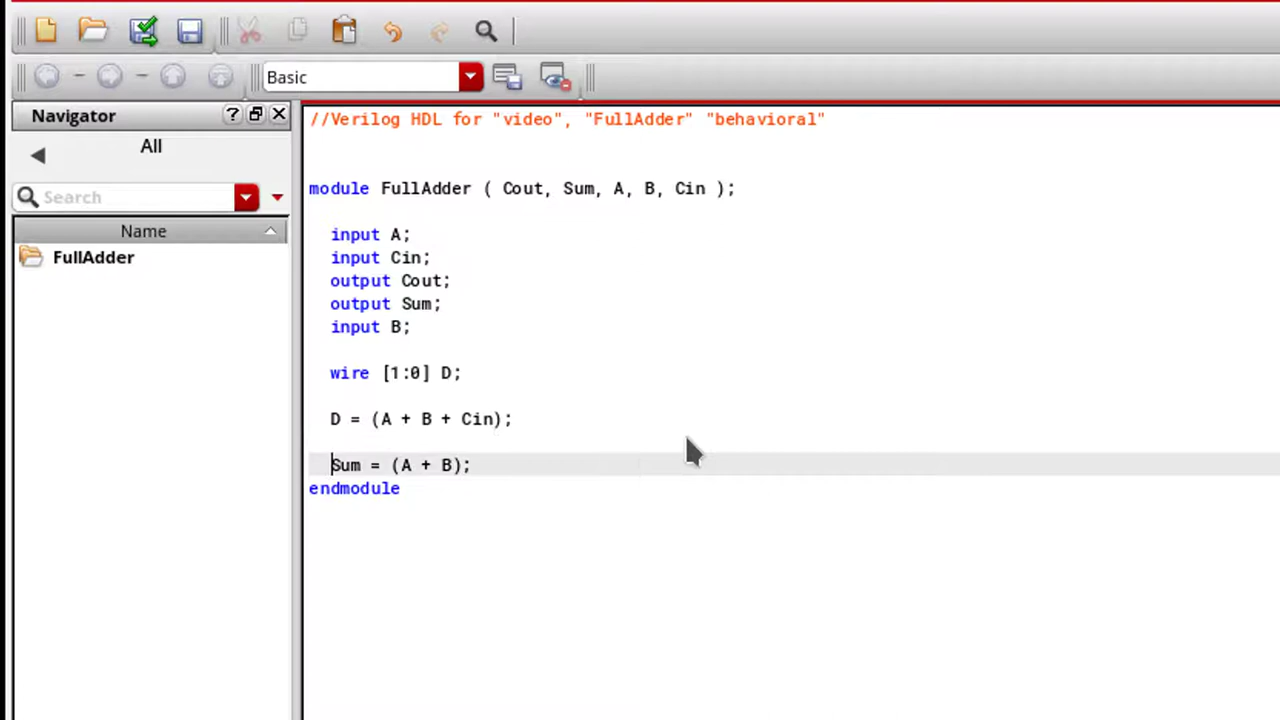 Basic
Navigator
All
Search
Name
FullAdder
//Verilog HDL for "video", "FullAdder" "behavioral"
module FullAdder ( Cout, Sum, A, B, Cin );
input A;
input Cin;
output Cout;
output Sum;
input B;
wire [1:0] D;
D = (A + B + Cin);
Sum = (A + B);
endmodule